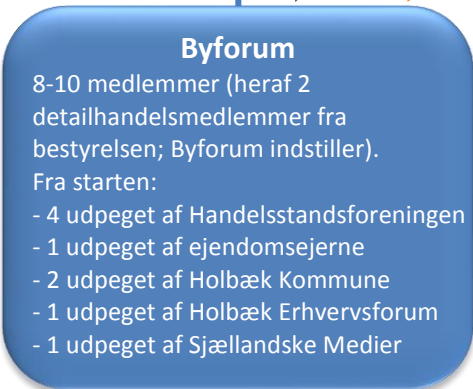 Byforum
8-10 medlemmer (heraf 2
detailhandelsmedlemmer fra
bestyrelsen; Byforum indstiller).
Fra starten:
- 4 udpeget af Handelsstandsforeningen
- 1 udpeget af ejendomsejerne
- 2 udpeget af Holbæk Kommune
- 1 udpeget af Holbæk Erhvervsforum
- 1 udpeget af Sjællandske Medier